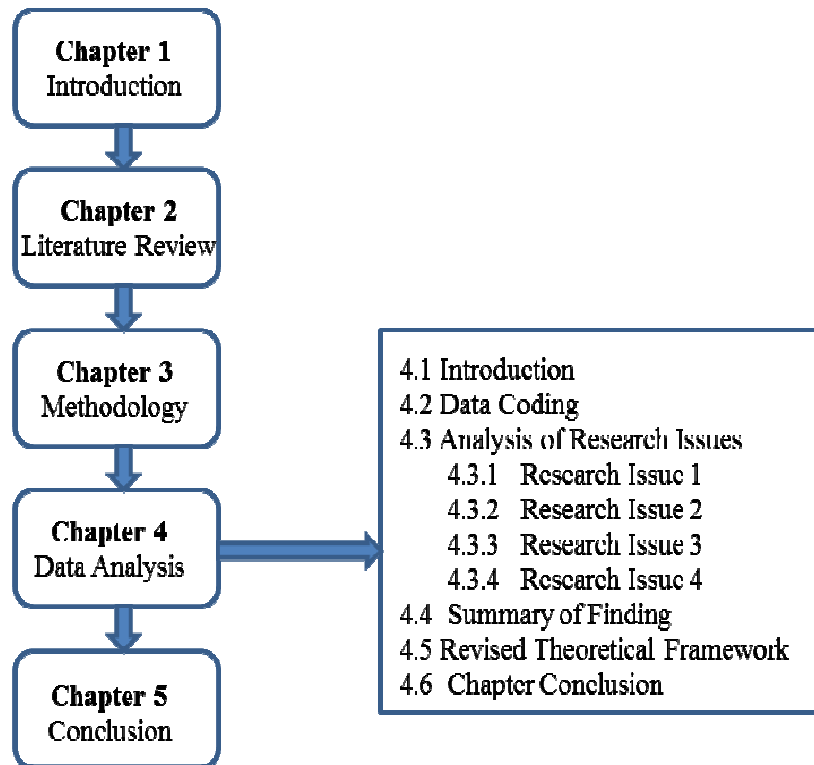 Chapter 1
Introduction
Chapter 2
Literature Review
Chapter 3
Methodology
Chapter 4
Data Analysis
Chapter 5
Conclusion
4.1 Introduction
4.2 Data Coding
4.3 Analysis of Research Issues
4.3.1 Research Issue 1
4.3.2 Research Issue 2
4.3.3 Research Issue 3
4.3.4 Research Issue 4
4.4 Summary of Finding
4.5 Revised Theoretical Framework
4.6 Chapter Conclusion